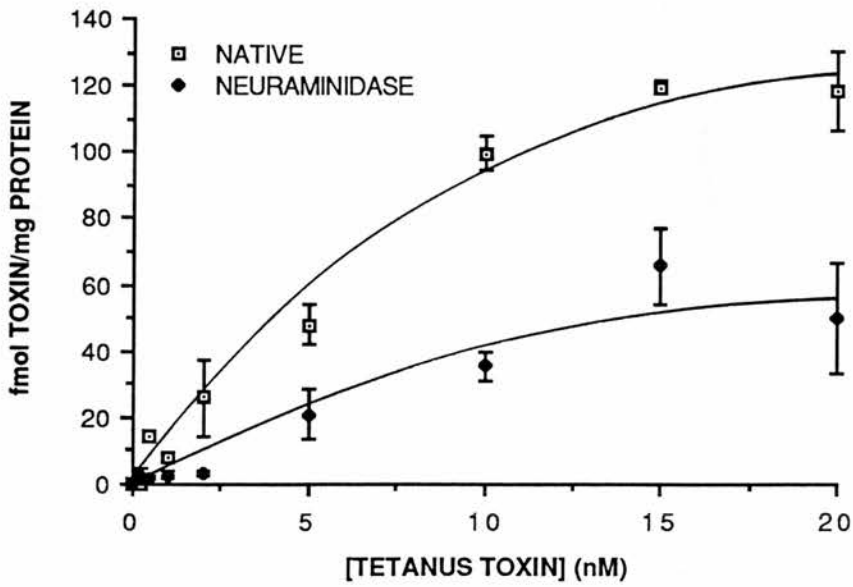 140
120
100
80
60
40
20
0
fmol TOXIN/mg PROTEIN
NATIVE
NEURAMINIDASE
0 5 10 15 20
[TETANUS TOXIN] (nM)